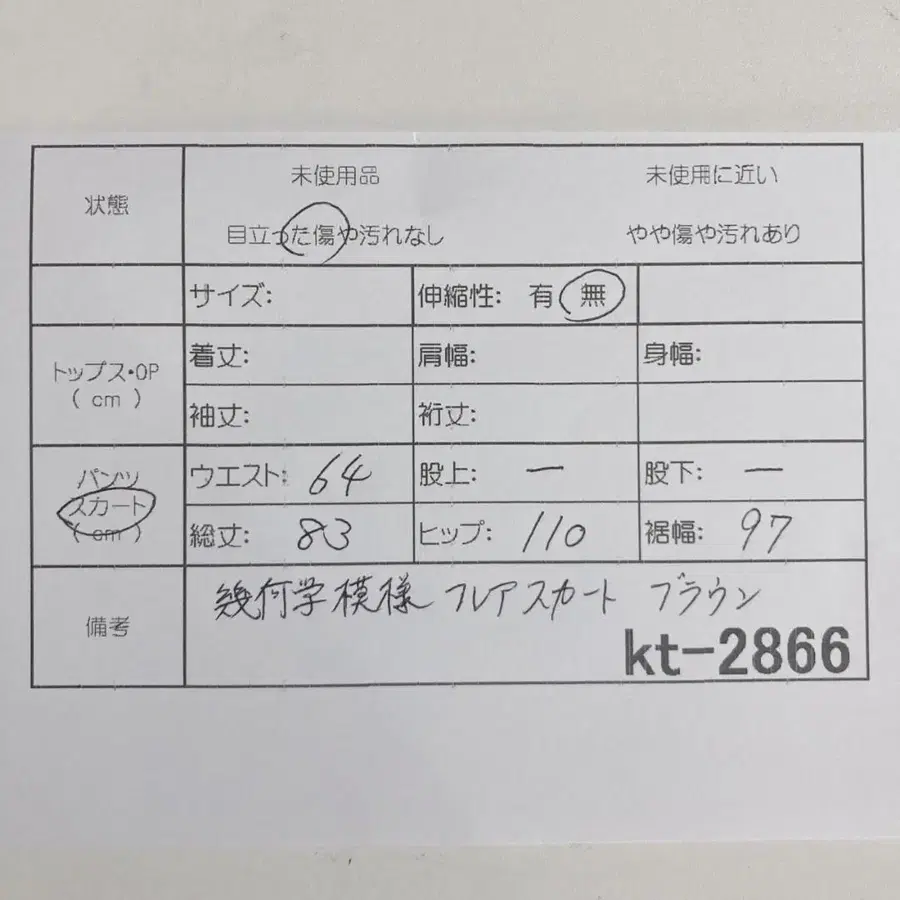 状態
未使用品 未使用に近い
目立った傷や汚れなし やや傷や汚れあり
サイズ: 伸縮性: 有 無
トップス・OP
( cm )
着丈: 肩幅: 身幅:
袖丈: 裄丈:
パンツ
スカート
( cm )
ウエスト: 64 股上: ー 股下: ー
総丈: 83 ヒップ: 110 裾幅: 97
備考
幾何学模様 フレアスカート ブラウン
kt-2866